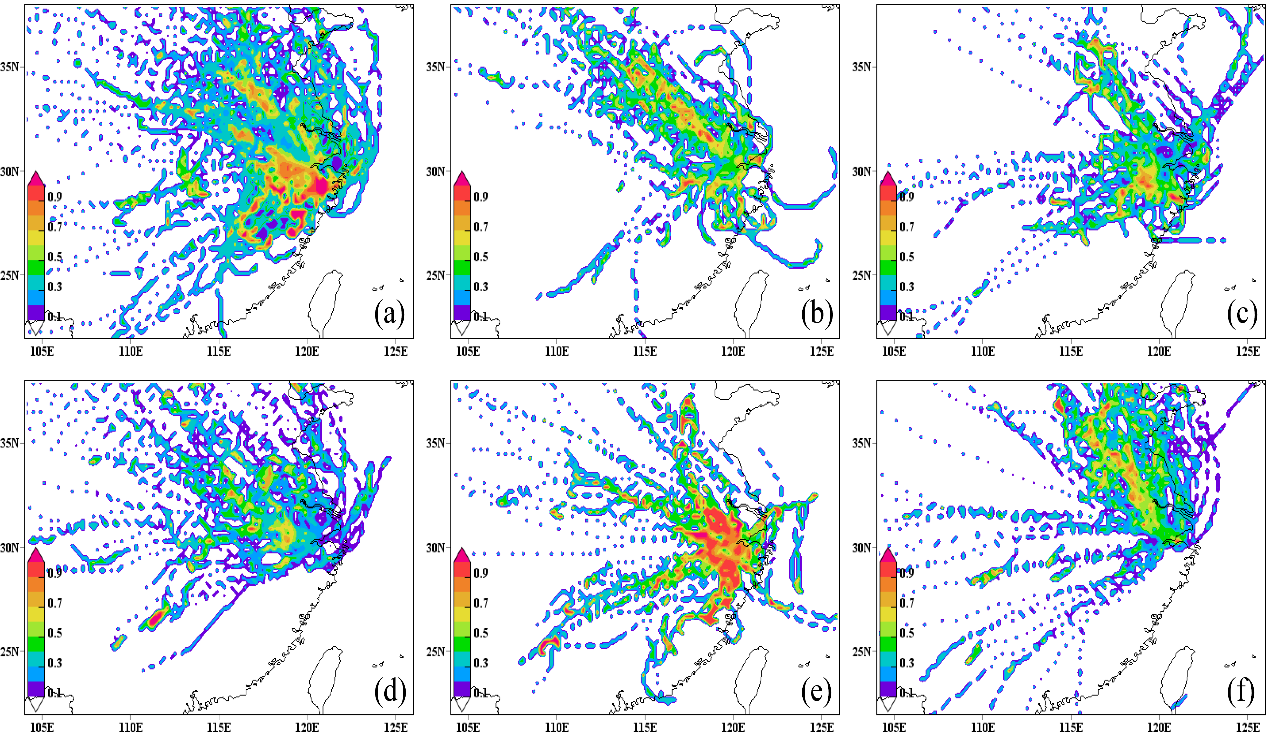 35N 35N 35N
30N 30N 30N
0.9 0.9 0.9
0.7 0.7 0.7
0.5 0.5 0.5
25N 25N 25N
0.3 0.3 0.3
0.1 (a) 0.1 (b) 0.1 (c)
105E 110E 115E 120E 125E 105E 110E 115E 120E 125E 105E 110E 115E 120E 125E
35N 35N 35N
30N 30N 30N
0.9 0.9 0.9
0.7 0.7 0.7
0.5 0.5 0.5
25N 25N 25N
0.3 0.3 0.3
0.1 (d) 0.1 (e) 0.1 (f)
105E 110E 115E 120E 125E 105E 110E 115E 120E 125E 105E 110E 115E 120E 125E